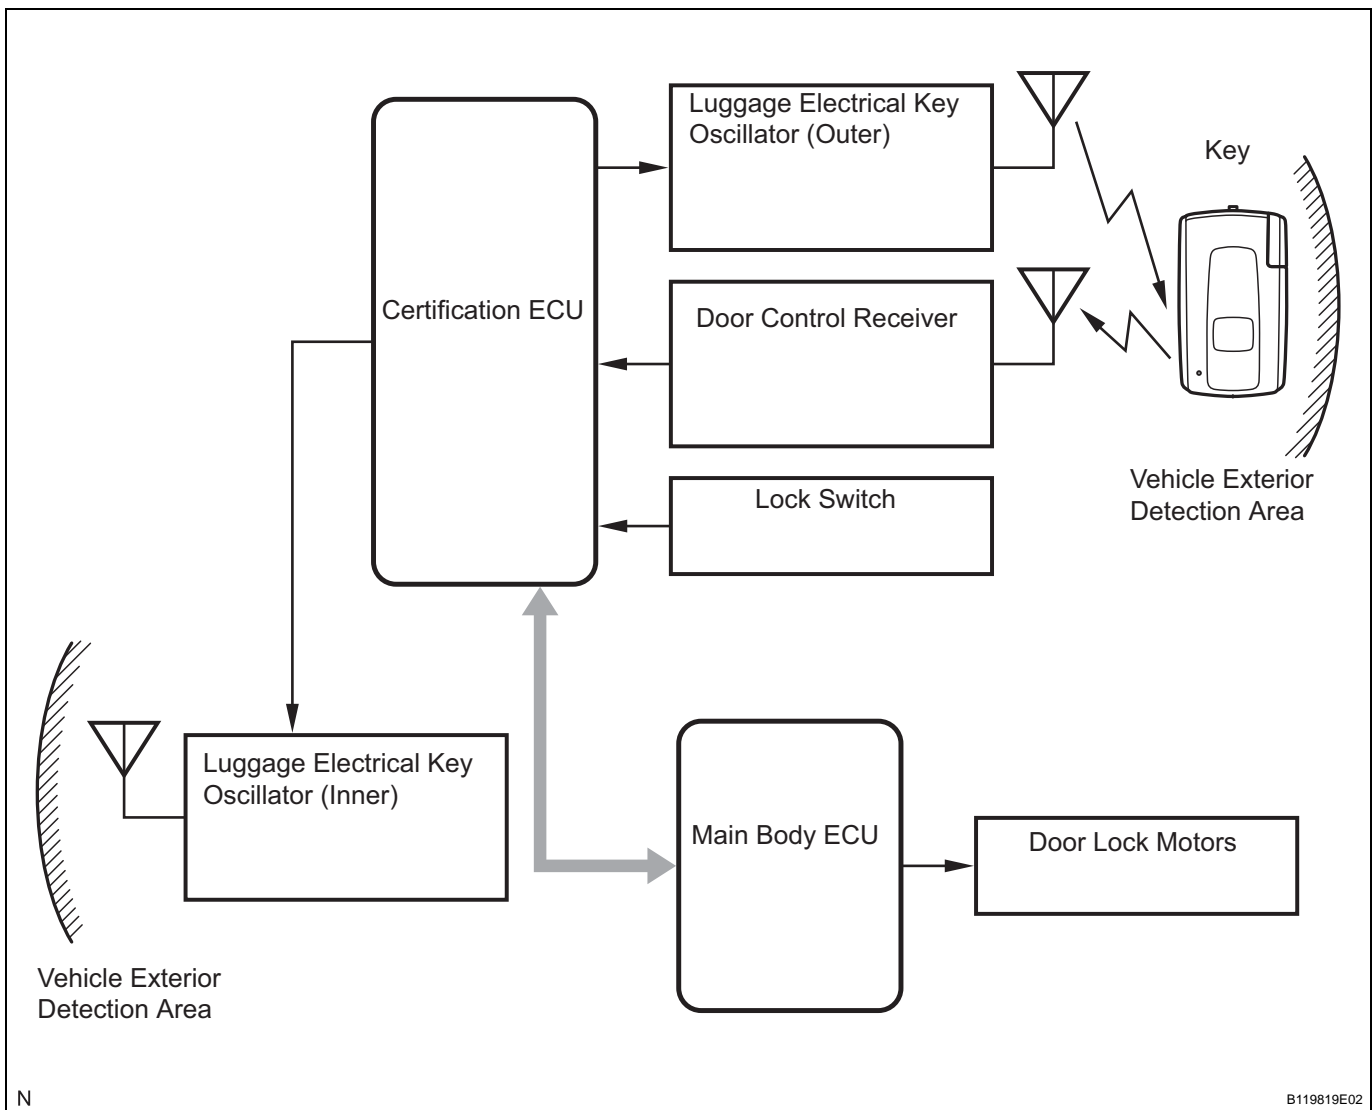 Luggage Electrical Key
Oscillator (Outer)
Key
Certification ECU
Door Control Receiver
Vehicle Exterior
Detection Area
Lock Switch
Luggage Electrical Key
Oscillator (Inner)
Main Body ECU
Door Lock Motors
Vehicle Exterior
Detection Area
N
B119819E02